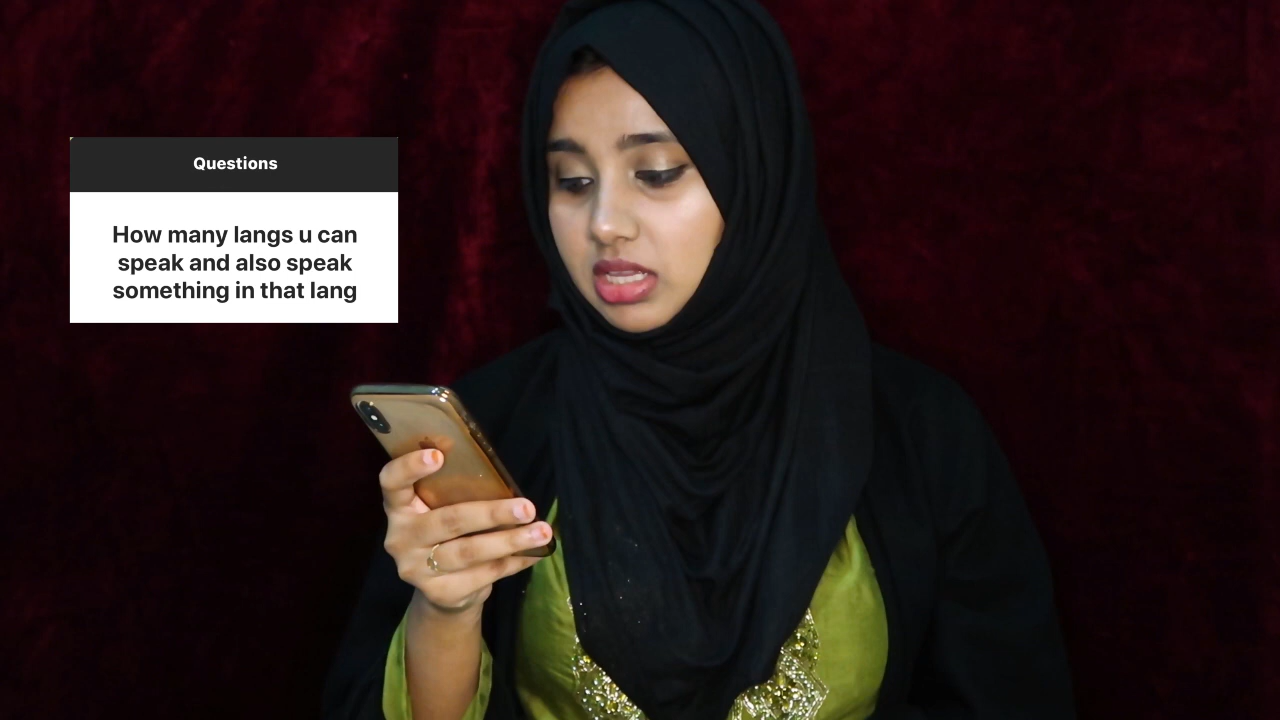 Questions
How many langs u can
speak and also speak
something in that lang